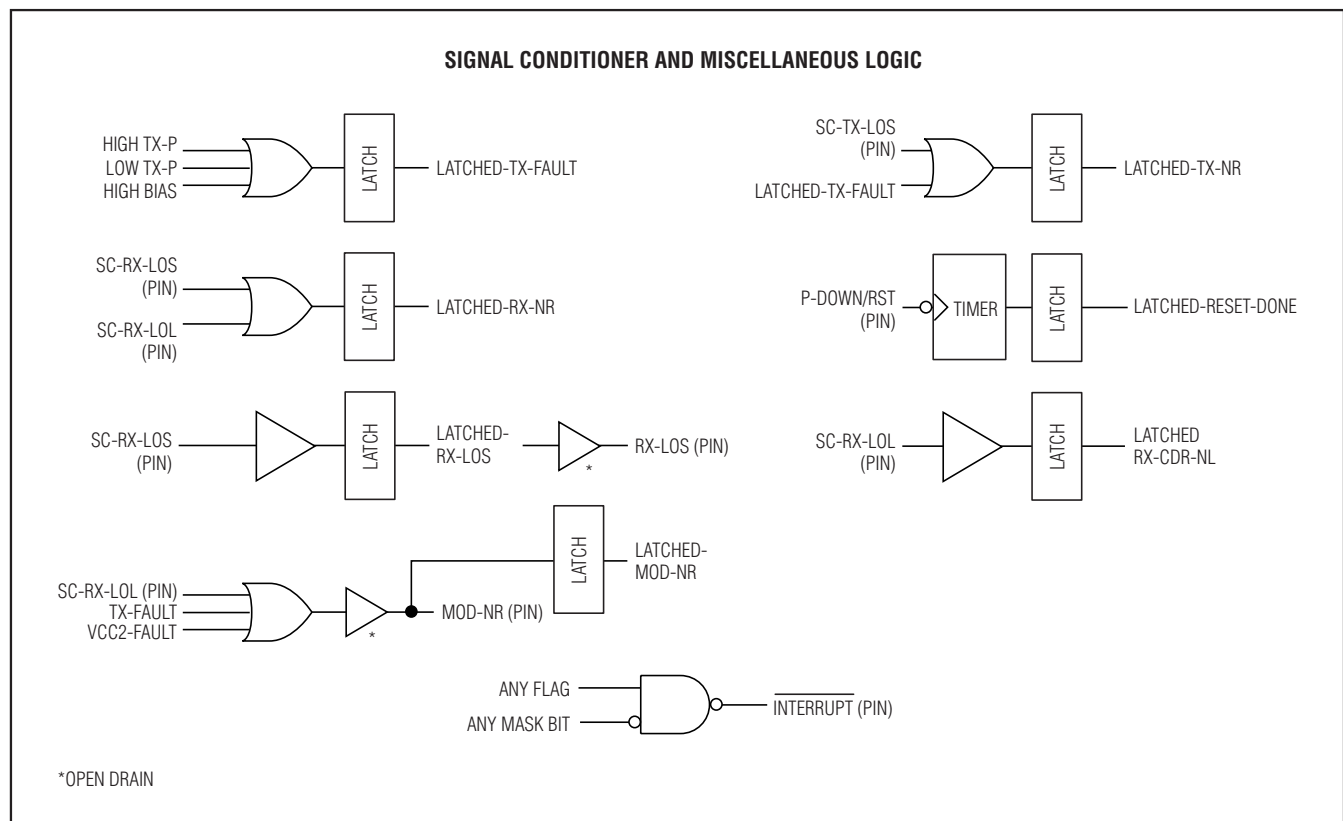 SIGNAL CONDITIONER AND MISCELLANEOUS LOGIC
HIGH TX-P
LOW TX-P
HIGH BIAS
LATCH
LATCHED-TX-FAULT
SC-TX-LOS
(PIN)
LATCHED-TX-FAULT
LATCH
LATCHED-TX-NR
SC-RX-LOS
(PIN)
SC-RX-LOL
(PIN)
LATCH
LATCHED-RX-NR
P-DOWN/RST
(PIN)
TIMER
LATCH
LATCHED-RESET-DONE
SC-RX-LOS
(PIN)
LATCH
LATCHED-
RX-LOS
*
RX-LOS (PIN)
SC-RX-LOL
(PIN)
LATCH
LATCHED
RX-CDR-NL
SC-RX-LOL (PIN)
TX-FAULT
VCC2-FAULT
*
MOD-NR (PIN)
LATCH
LATCHED-
MOD-NR
ANY FLAG
ANY MASK BIT
INTERRUPT (PIN)
*OPEN DRAIN